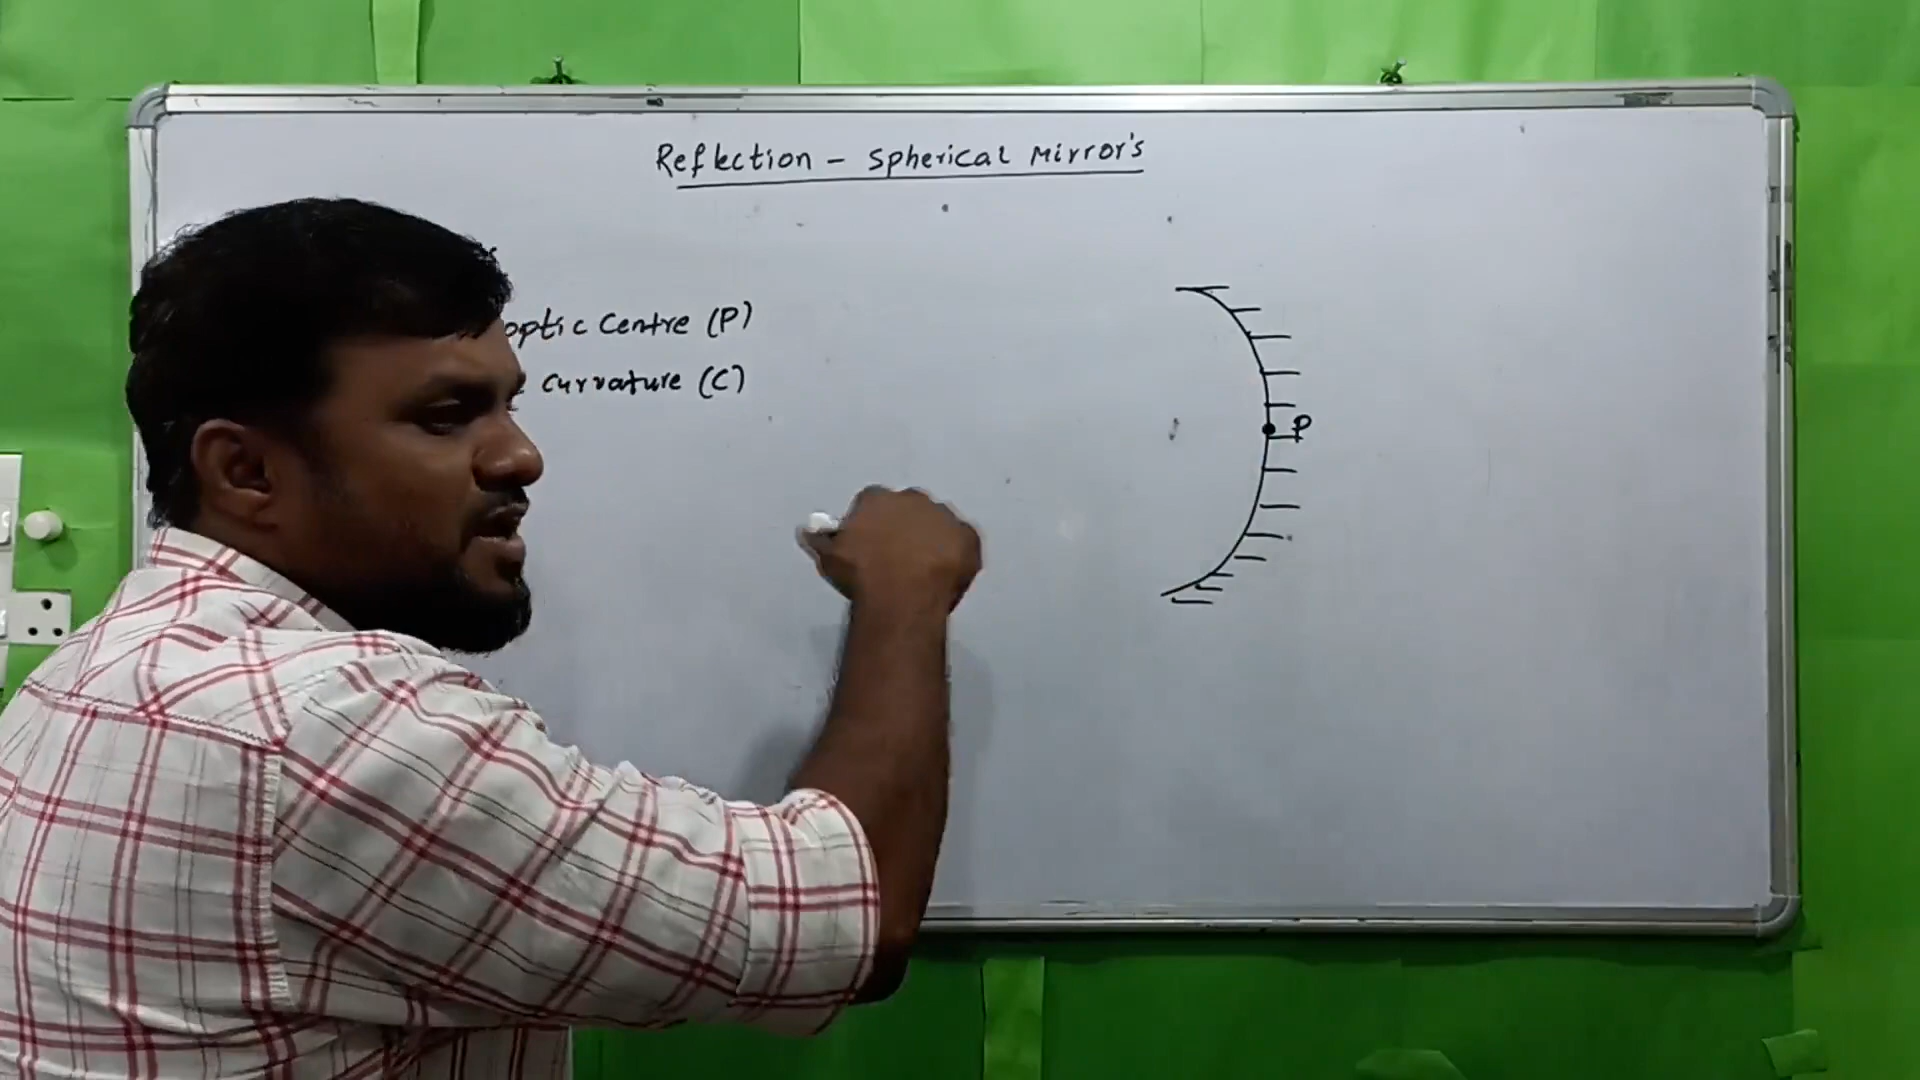 Reflection - Spherical Mirror's
optic Centre (P)
Curvature (C)
P